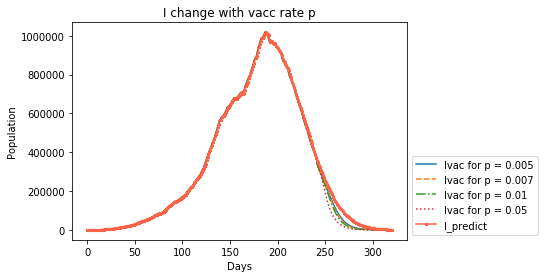 I change with vacc rate p
1000000
800000
600000
400000
200000
0
Population
0 50 100 150 200 250 300
Days
Ivac for p = 0.005
Ivac for p = 0.007
Ivac for p = 0.01
Ivac for p = 0.05
I_predict